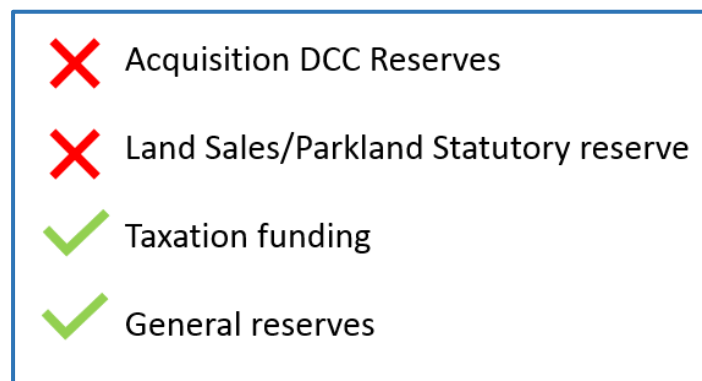 Acquisition DCC Reserves
Land Sales/Parkland Statutory reserve
Taxation funding
General reserves